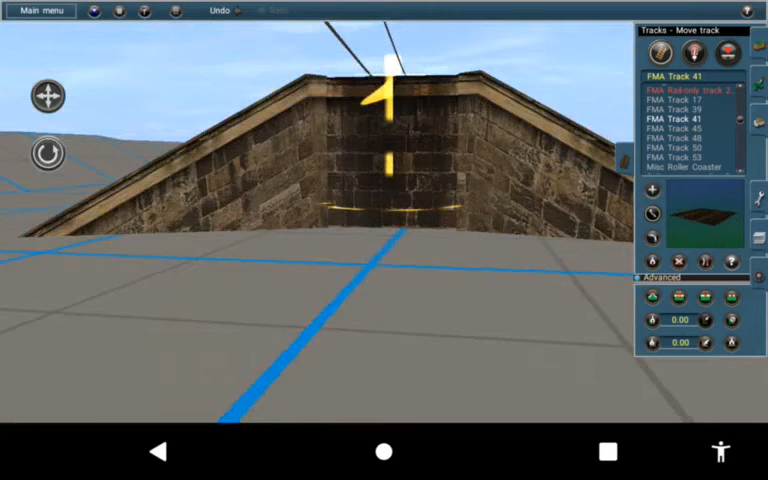 Main menu
Undo
Tracks - Move track
FMA Track 41
FMA Rail-only track 2..
FMA Track 17
FMA Track 39
FMA Track 41
FMA Track 45
FMA Track 48
FMA Track 50
FMA Track 53
Misc Roller Coaster
Advanced
0.00
0.00